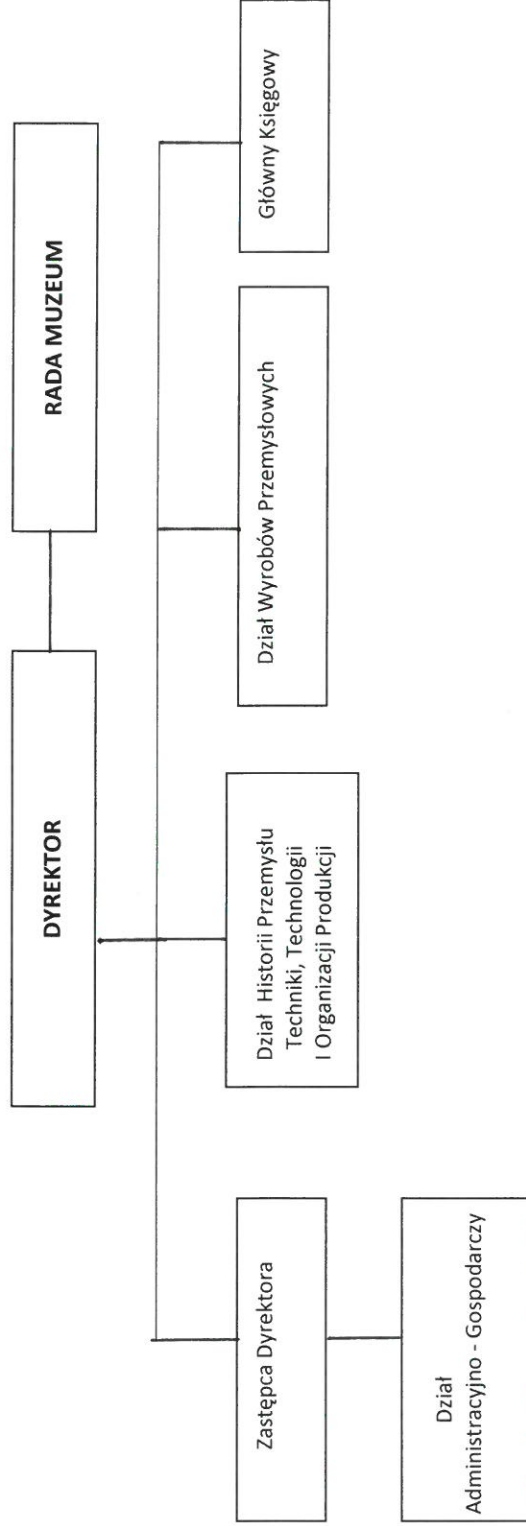 DYREKTOR
RADA MUZEUM
Zastępca Dyrektora
Dział  Historii Przemysłu
Techniki, Technologii
I Organizacji Produkcji
Dział Wyrobów Przemysłowych
Główny Księgowy
Dział
Administracyjno - Gospodarczy